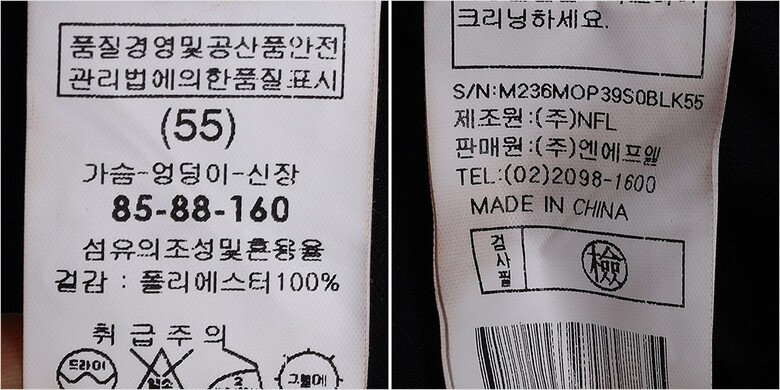 품질경영및공산품안전
관리법에의한품질표시
(55)
가슴-엉덩이-신장
85-88-160
섬유의조성및혼용율
겉감 : 폴리에스터100%
취급주의
드라이
크리닝하세요.
S/N:M236MOP39S0BLK55
제조원:(주)NFL
판매원:(주)엔에프엘
TEL:(02)2098-1600
MADE IN CHINA
검사필
檢